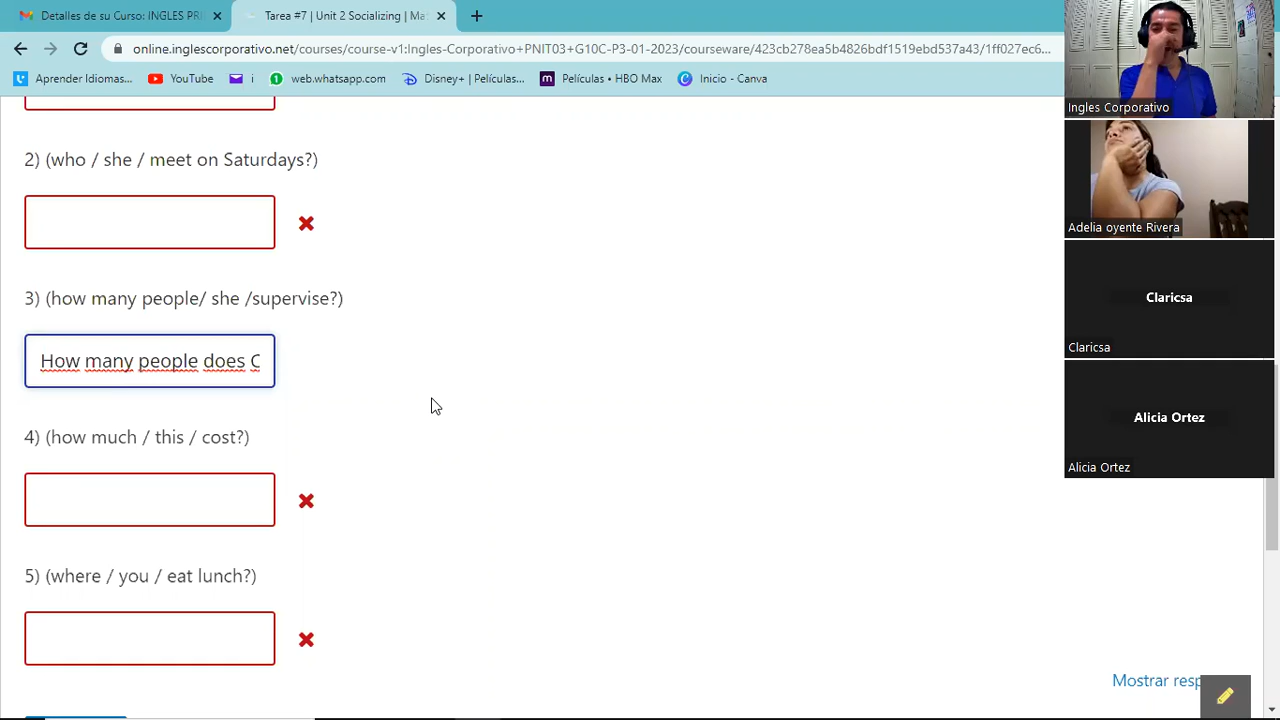 Detalles de su Curso: INGLES PRI
Tarea #7 | Unit 2 Socializing | Ma
online.inglescorporativo.net/courses/course-v1:Ingles-Corporativo+PNIT03+G10C-P3-01-2023/courseware/423cb275ea5b4826bdf1519ebd537a43/1ff027ec6...
Aprender Idiomas...
YouTube
i
web.whatsapp.com
Disney+ | Películas...
Películas • HBO Max
Inicio - Canva
2) (who / she / meet on Saturdays?)
3) (how many people/ she /supervise?)
How many people does C
4) (how much / this / cost?)
5) (where / you / eat lunch?)
Mostrar resp
Ingles Corporativo
Adelia oyente Rivera
Claricsa
Claricsa
Alicia Ortez
Alicia Ortez